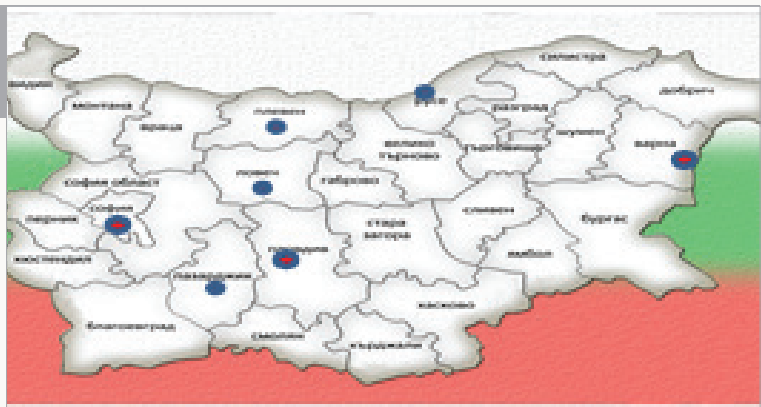 силистра
добрич
монтана
плевен
русе
разград
враца
шумен
варна
велико
търново
търговище
ловеч
габрово
софия област
софия
перник
сливен
бургас
стара
загора
пловдив
ямбол
кюстендил
пазарджик
хасково
благоевград
смолян
кърджали